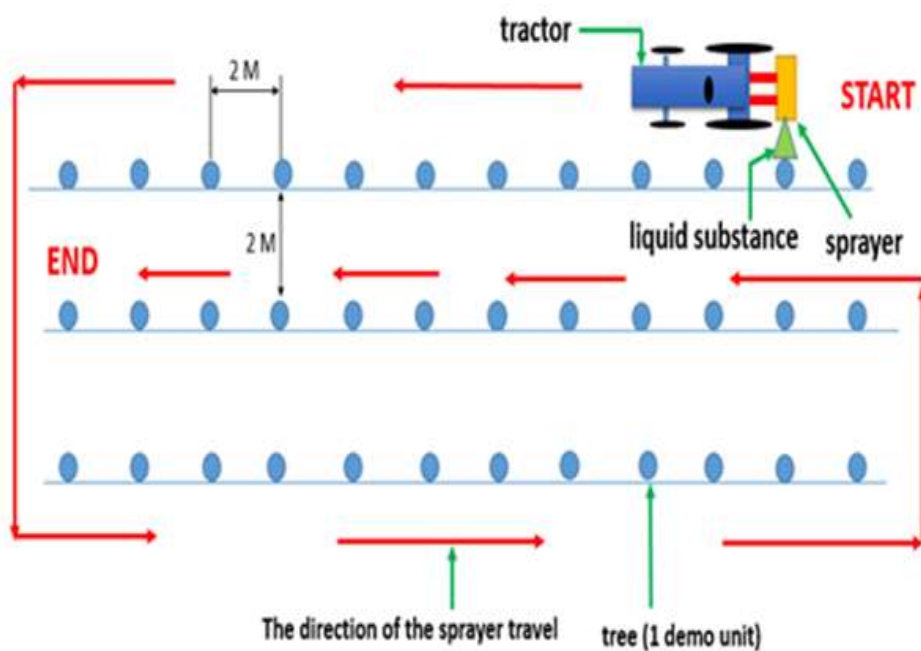 tractor
2 M
START
liquid substance
sprayer
2 M
END
The direction of the sprayer travel
tree (1 demo unit)